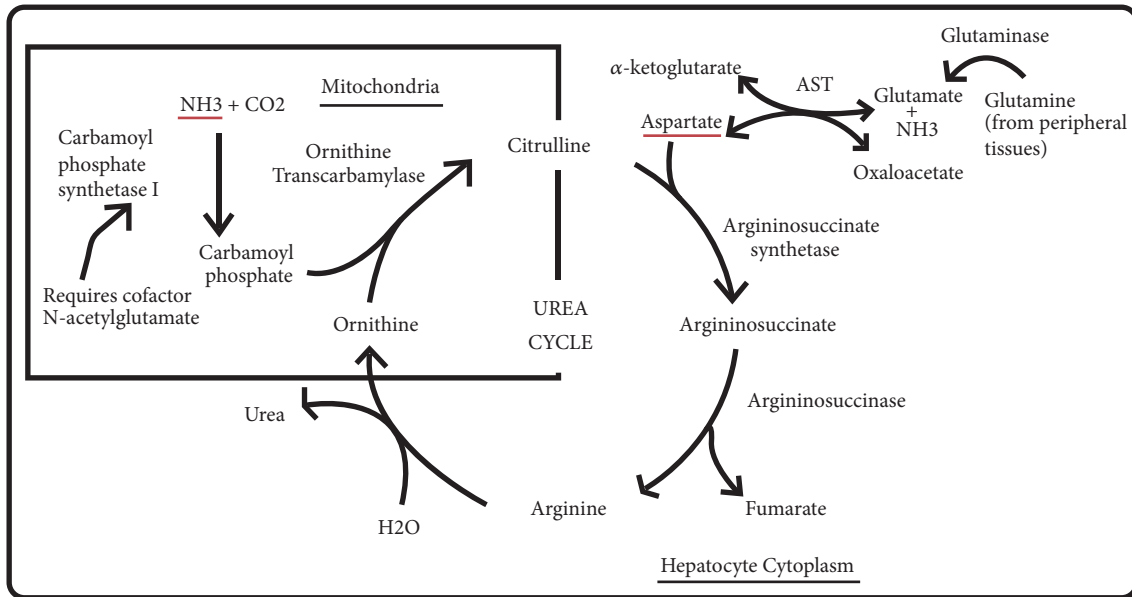 Glutaminase
α-ketoglutarate
AST
Mitochondria
NH3 + CO2
Glutamate
+
NH3
Glutamine
(from peripheral
tissues)
Aspartate
Carbamoyl
phosphate
synthetase I
Ornithine
Transcarbamylase
Citrulline
Oxaloacetate
Argininosuccinate
synthetase
Carbamoyl
phosphate
Requires cofactor
N-acetylglutamate
Ornithine
UREA
CYCLE
Argininosuccinate
Urea
Argininosuccinase
H2O
Arginine
Fumarate
Hepatocyte Cytoplasm